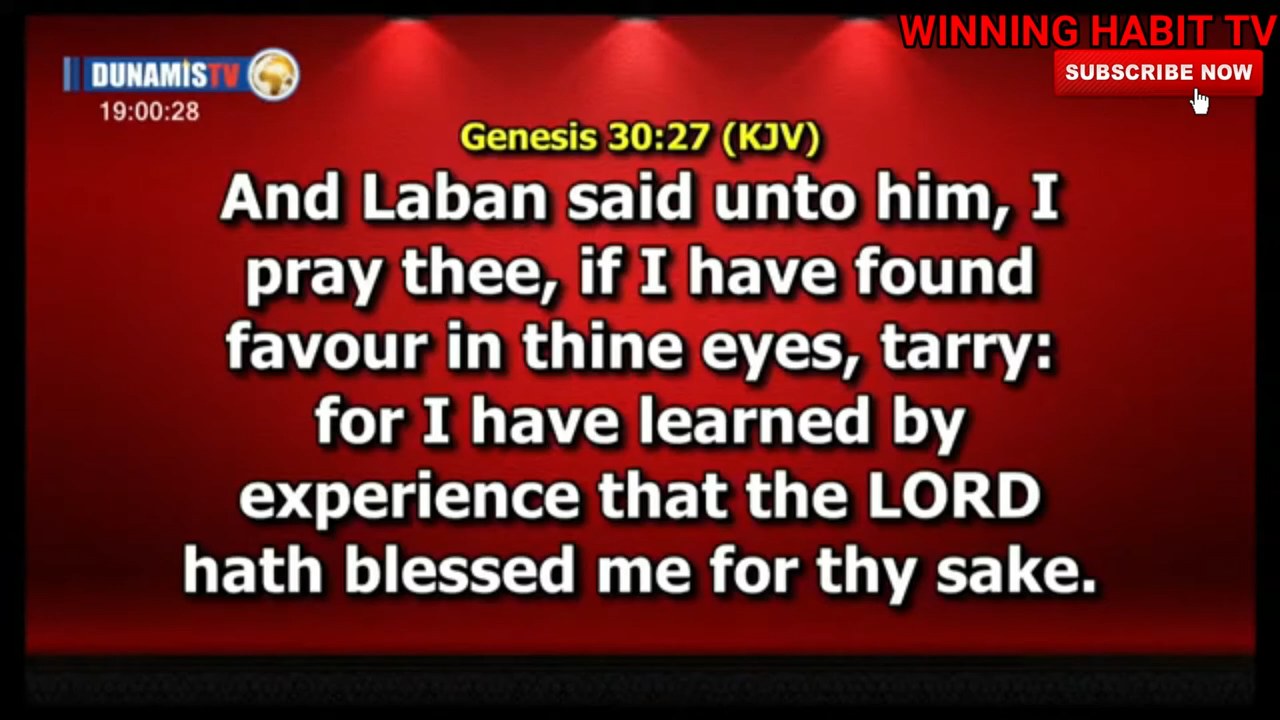 WINNING HABIT TV
DUNAMIS TV
SUBSCRIBE NOW
19:00:28
Genesis 30:27 (KJV)
And Laban said unto him, I
pray thee, if I have found
favour in thine eyes, tarry:
for I have learned by
experience that the LORD
hath blessed me for thy sake.